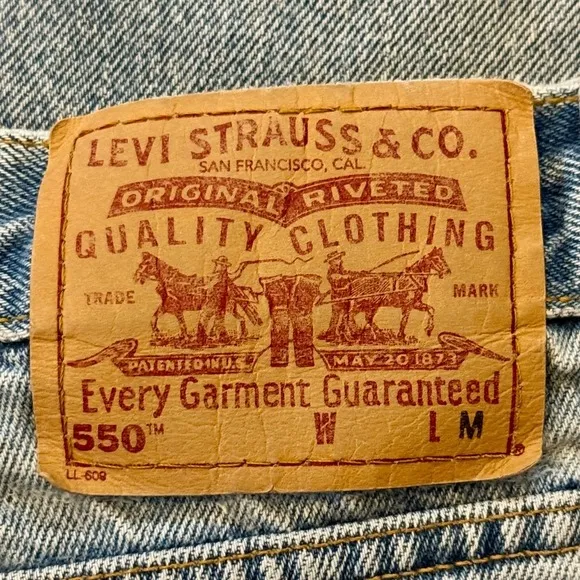 LEVI STRAUSS & CO.
SAN FRANCISCO, CAL.
ORIGINAL RIVETED
QUALITY CLOTHING
TRADE MARK
PATENTED IN U.S. MAY 20 1873
Every Garment Guaranteed
550™ W L M
®
LL-609